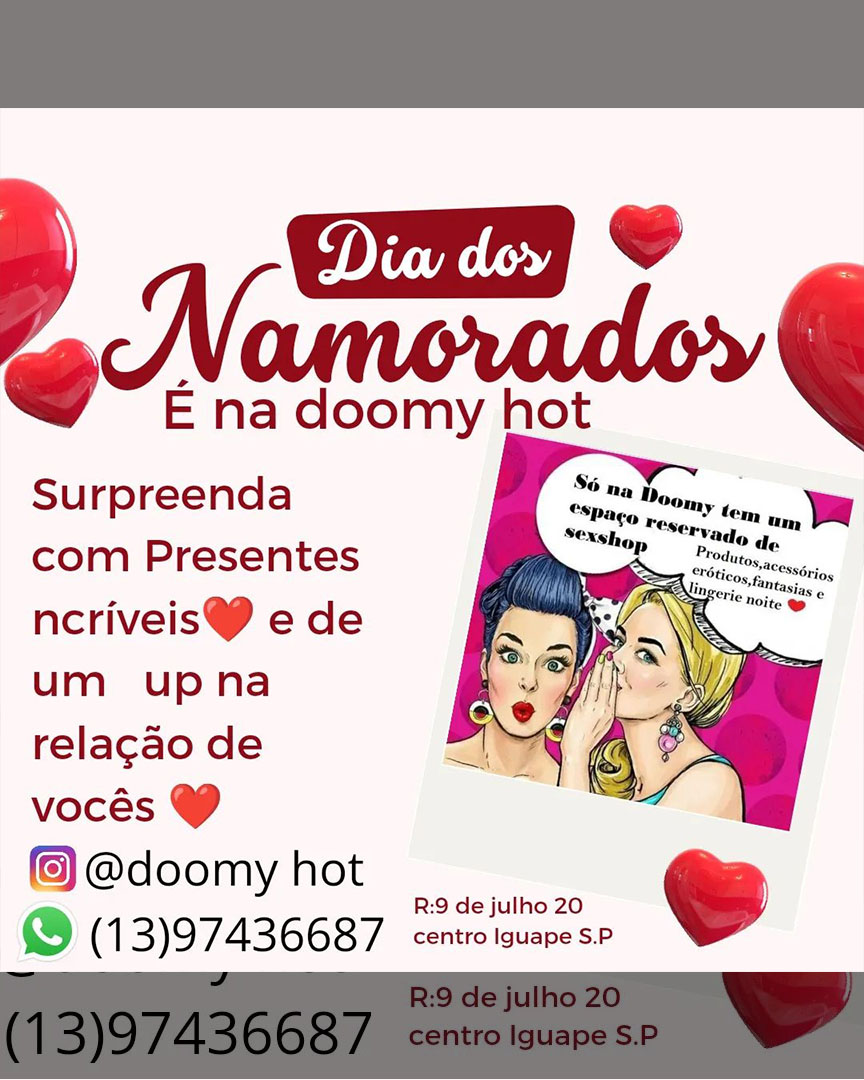 Dia dos
Namorados
É na doomy hot
Surpreenda
com Presentes
ncríveis❤️ e de
um up na
relação de
vocês ❤️
Só na Doomy tem um
espaço reservado de
sexshop
Produtos,acessórios
eróticos,fantasias e
lingerie noite ❤️
@doomy hot
(13)97436687
R:9 de julho 20
centro Iguape S.P
(13)97436687
R:9 de julho 20
centro Iguape S.P